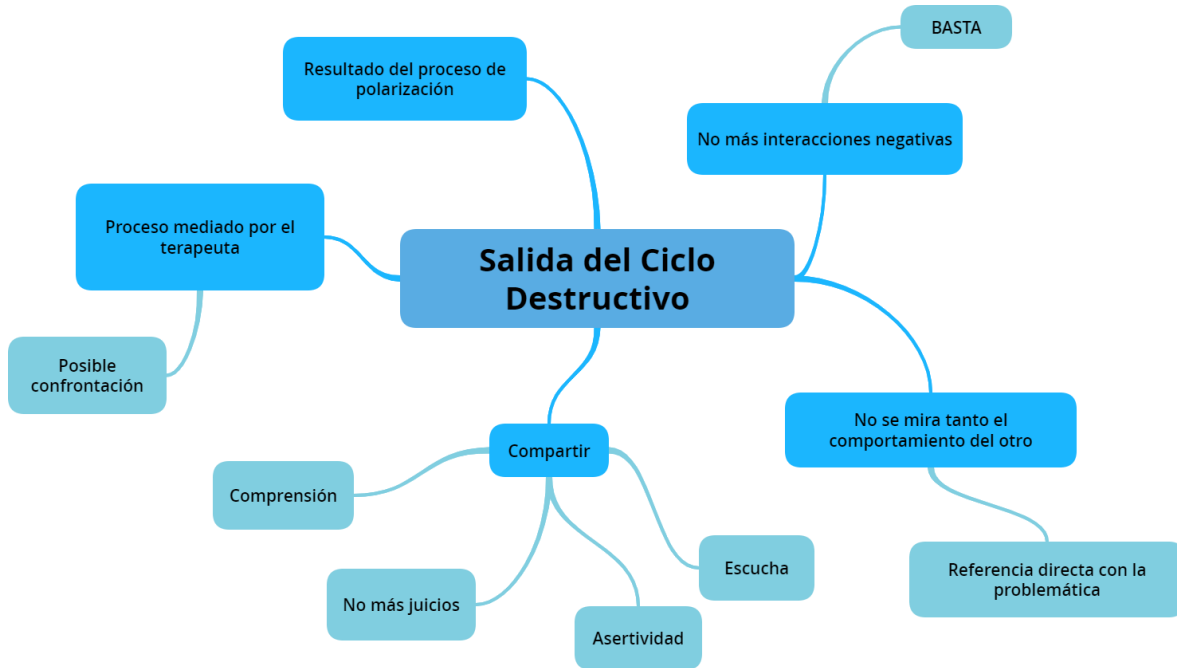 BASTA
Resultado del proceso de
polarización
No más interacciones negativas
Proceso mediado por el
terapeuta
Salida del Ciclo
Destructivo
Posible
confrontación
No se mira tanto el
comportamiento del otro
Compartir
Comprensión
Escucha
Referencia directa con la
problemática
No más juicios
Asertividad